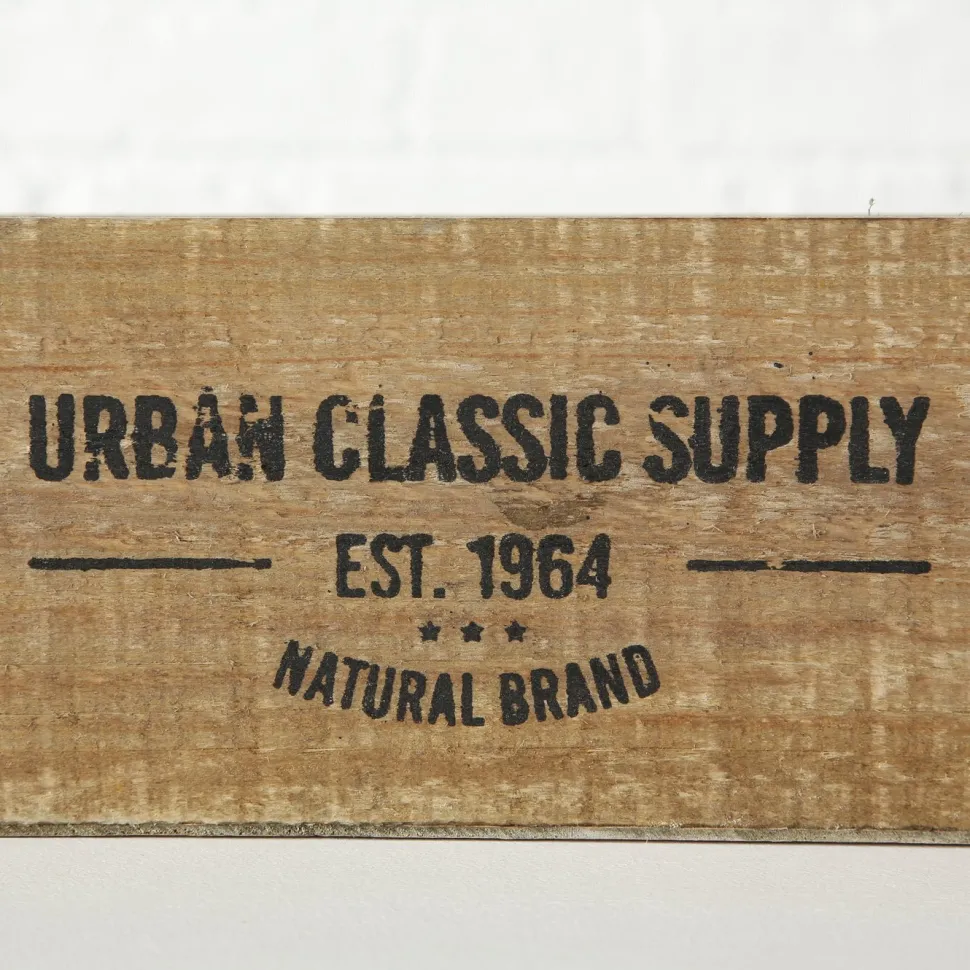 URBAN CLASSIC SUPPLY
EST. 1964
NATURAL BRAND